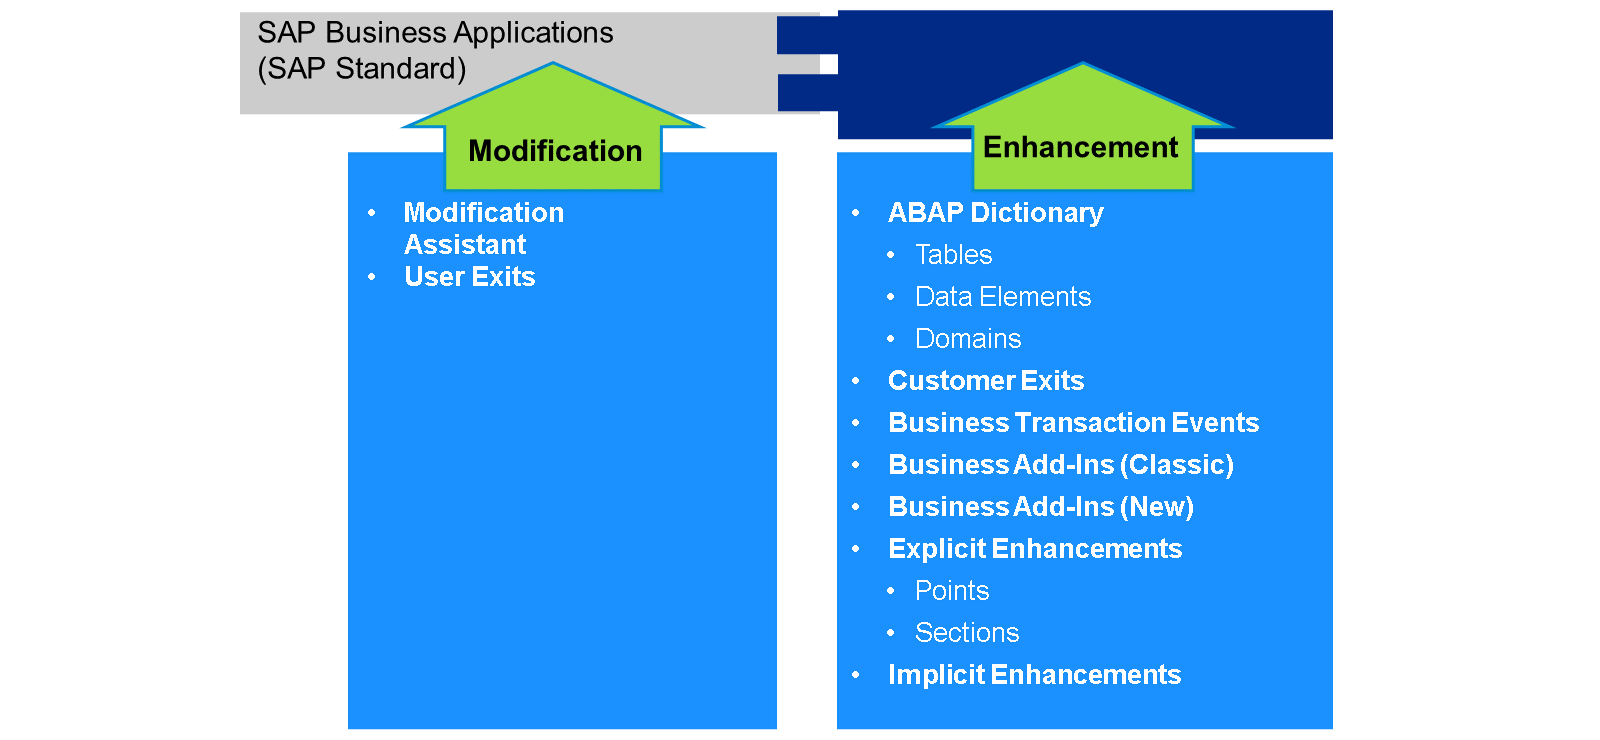 SAP Business Applications
(SAP Standard)
Modification
• Modification
Assistant
• User Exits
Enhancement
• ABAP Dictionary
• Tables
• Data Elements
• Domains
• Customer Exits
• Business Transaction Events
• Business Add-Ins (Classic)
• Business Add-Ins (New)
• Explicit Enhancements
• Points
• Sections
• Implicit Enhancements